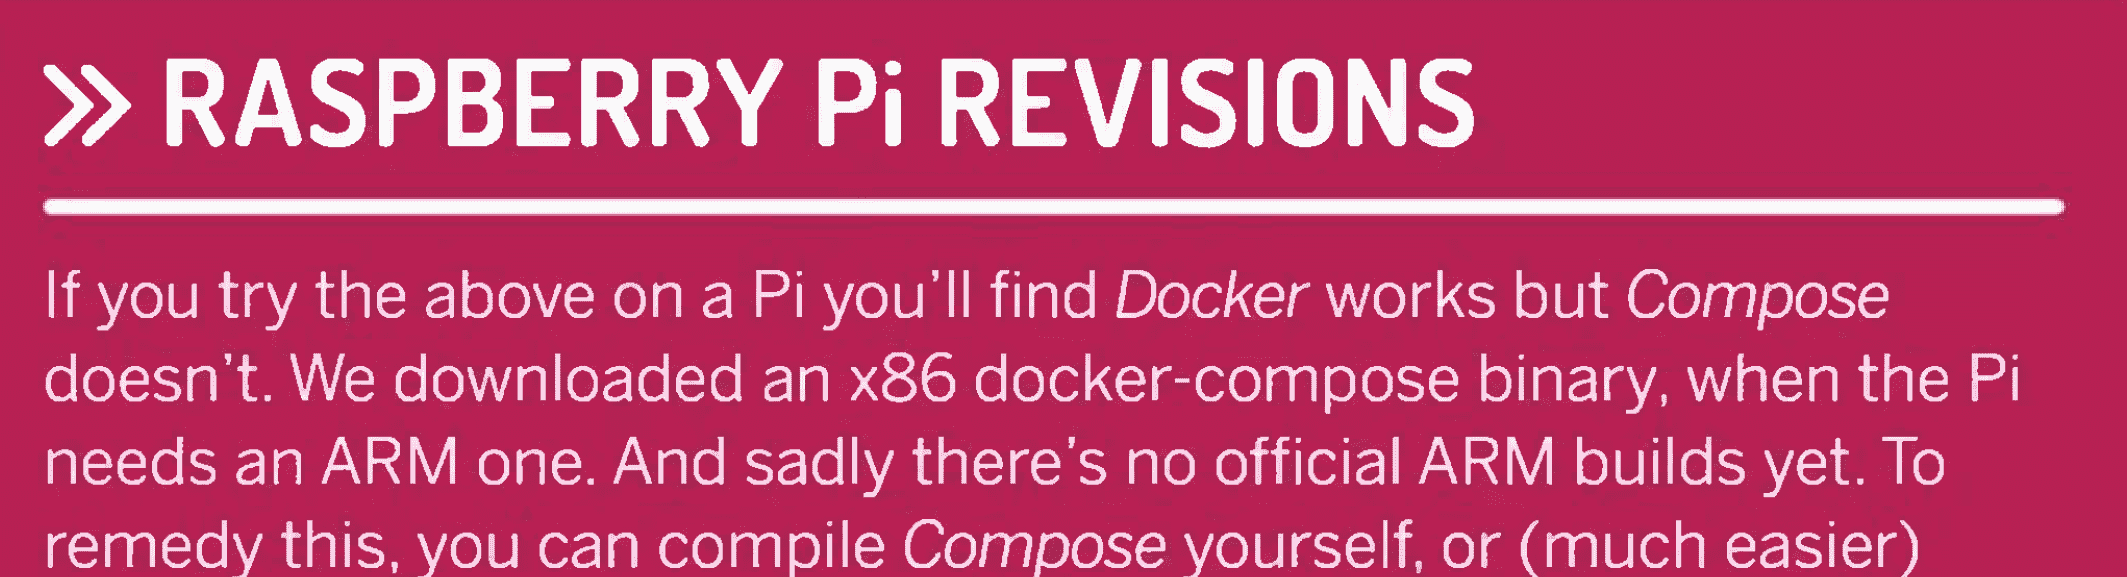 » RASPBERRY Pi REVISIONS
If you try the above on a Pi you'll find Docker works but Compose
doesn't. We downloaded an x86 docker-compose binary, when the Pi
needs an ARM one. And sadly there's no official ARM builds yet. To
remedy this, you can compile Compose yourself, or (much easier)